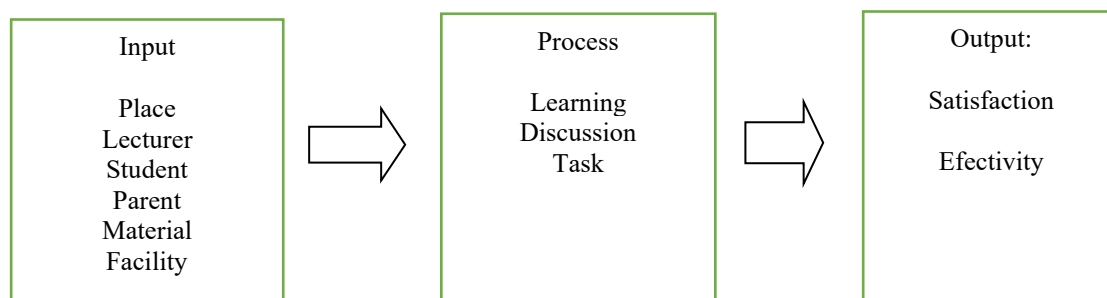 Input
Place
Lecturer
Student
Parent
Material
Facility
Process
Learning
Discussion
Task
Output:
Satisfaction
Efectivity